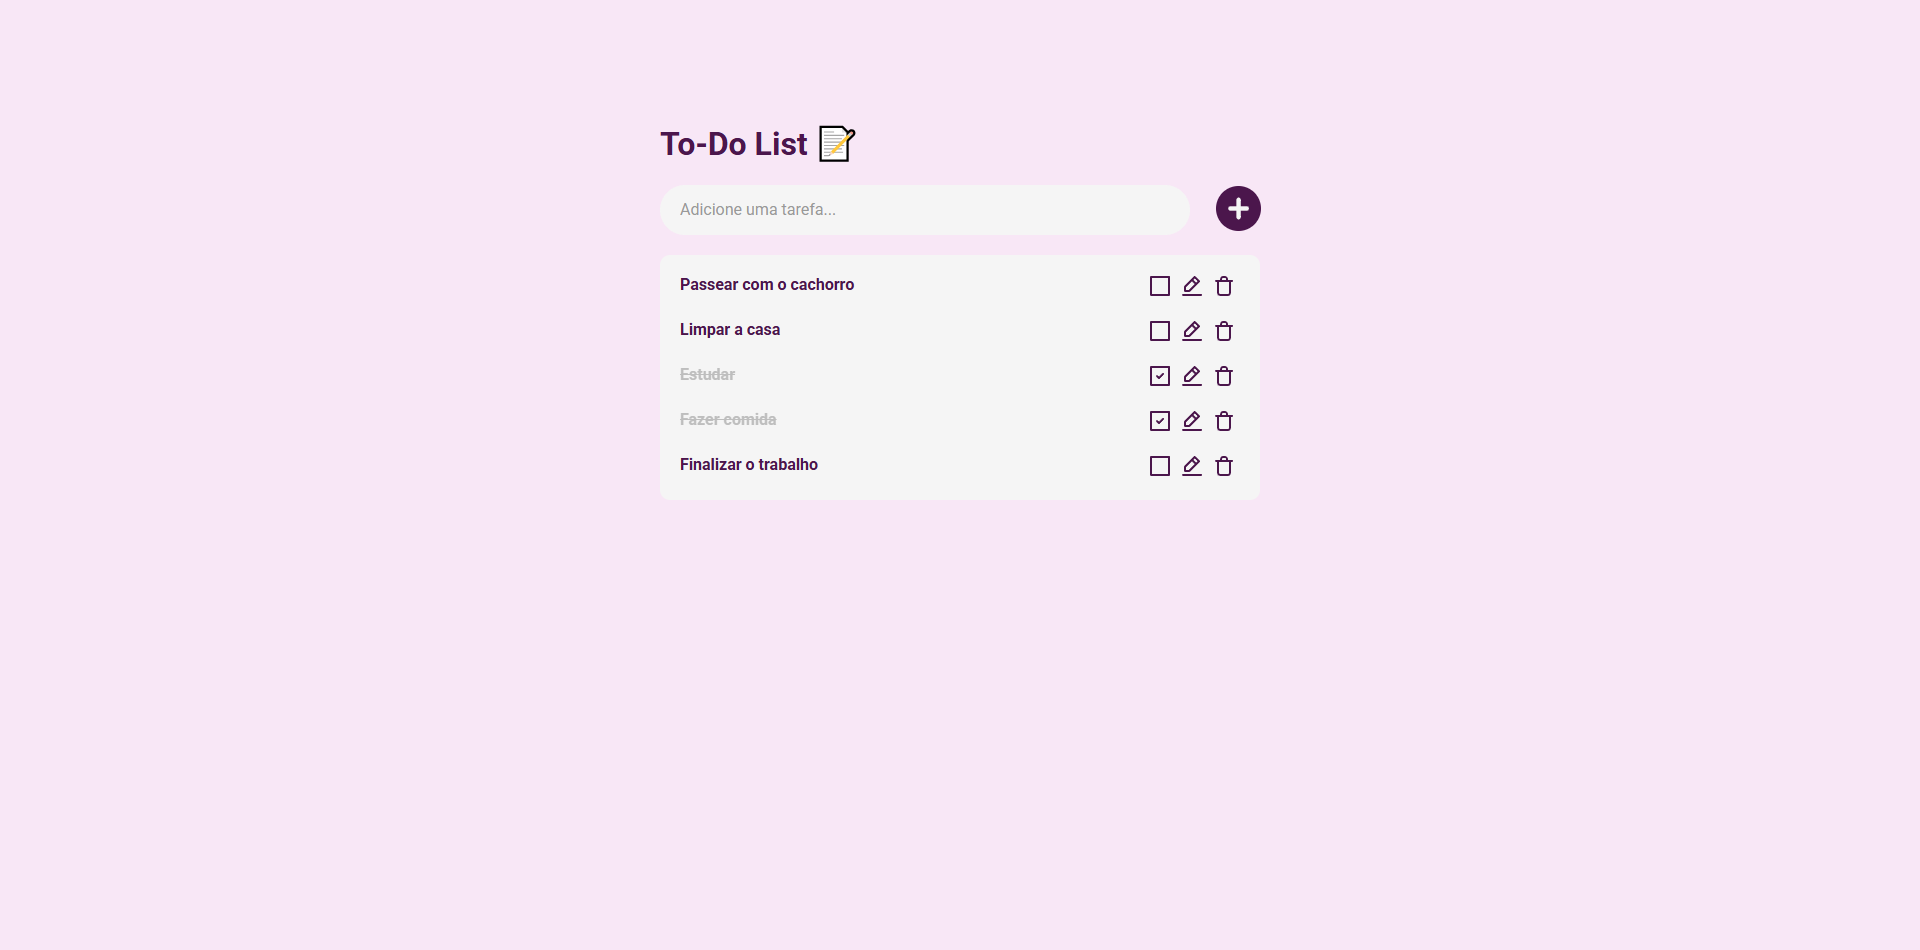 To-Do List 📝
Adicione uma tarefa...
Passear com o cachorro
Limpar a casa
Estudar
Fazer comida
Finalizar o trabalho